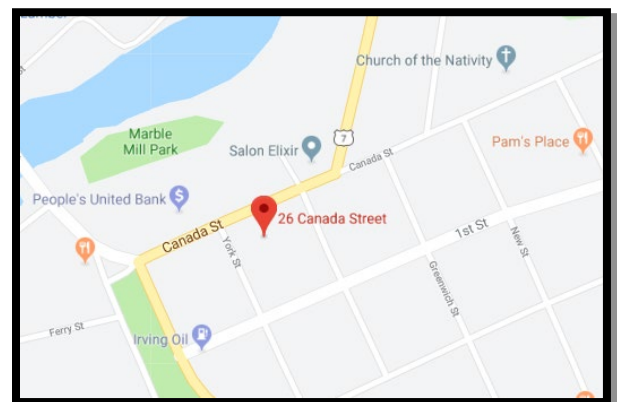 Church of the Nativity
7
Marble
Mill Park
Salon Elixir
Pam's Place
Canada St
People's United Bank
26 Canada Street
Canada St
1st St
York St
New St
Greenwich St
Ferry St
Irving Oil